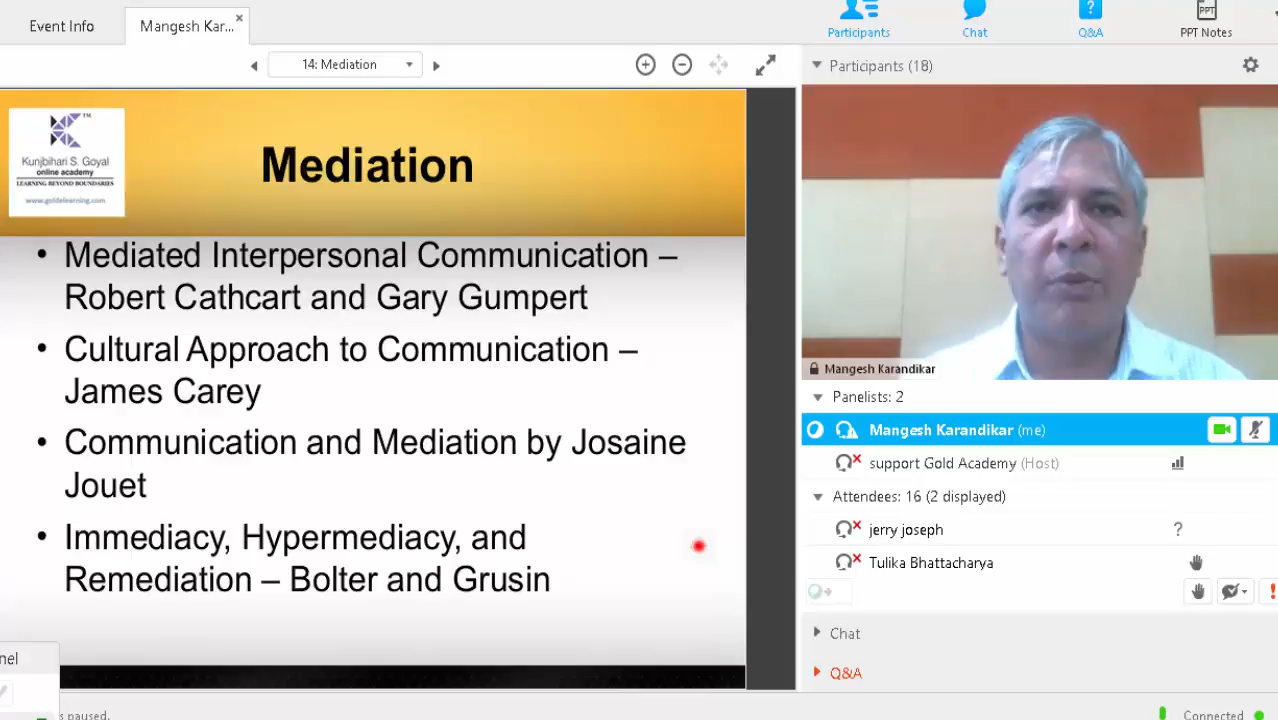 Event Info
Mangesh Kar...
Participants
Chat
Q&A
PPT
PPT Notes
14: Mediation
Participants (18)
TM
Kunjbihari S. Goyal
online academy
LEARNING BEYOND BOUNDARIES
www.goldelearning.com
Mediation
• Mediated Interpersonal Communication –
Robert Cathcart and Gary Gumpert
• Cultural Approach to Communication –
James Carey
• Communication and Mediation by Josaine
Jouet
• Immediacy, Hypermediacy, and
Remediation – Bolter and Grusin
Mangesh Karandikar
Panelists: 2
Mangesh Karandikar (me)
support Gold Academy (Host)
Attendees: 16 (2 displayed)
jerry joseph
Tulika Bhattacharya
Chat
Q&A
nel
s paused.
Connected